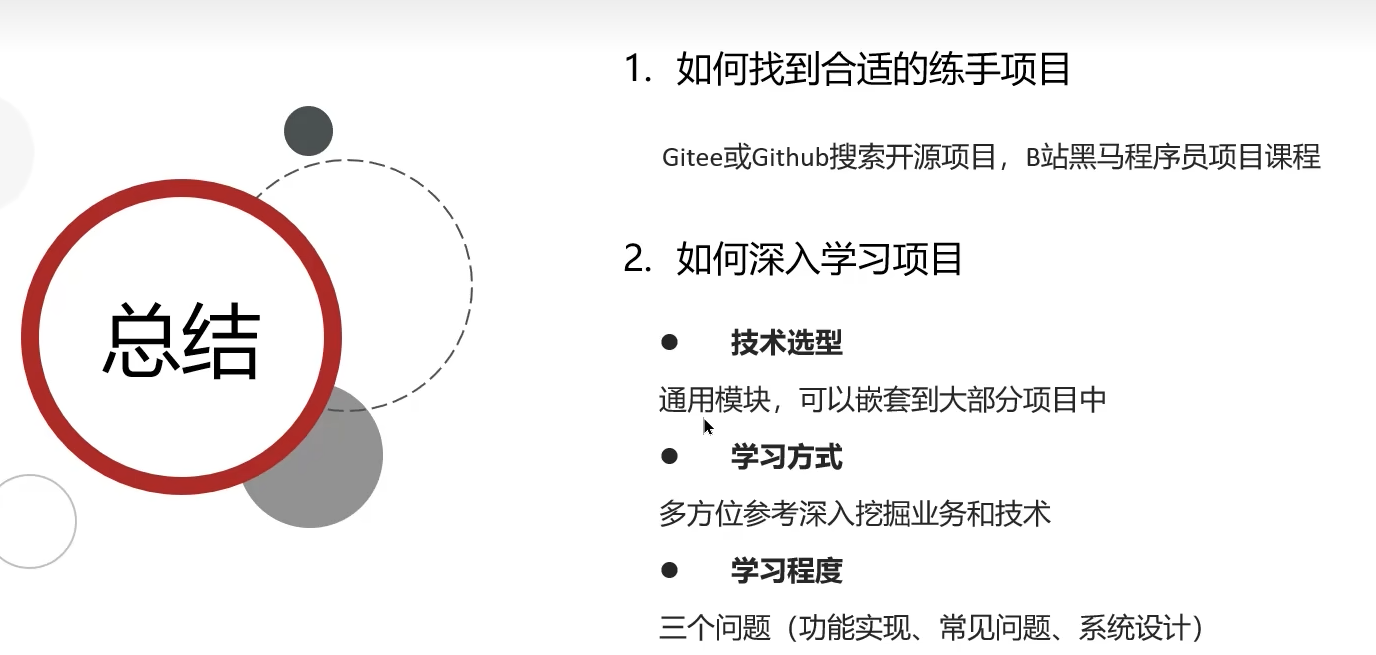 总结
1. 如何找到合适的练手项目
Gitee或Github搜索开源项目，B站黑马程序员项目课程
2. 如何深入学习项目
● 技术选型
通用模块，可以嵌套到大部分项目中
● 学习方式
多方位参考深入挖掘业务和技术
● 学习程度
三个问题（功能实现、常见问题、系统设计）